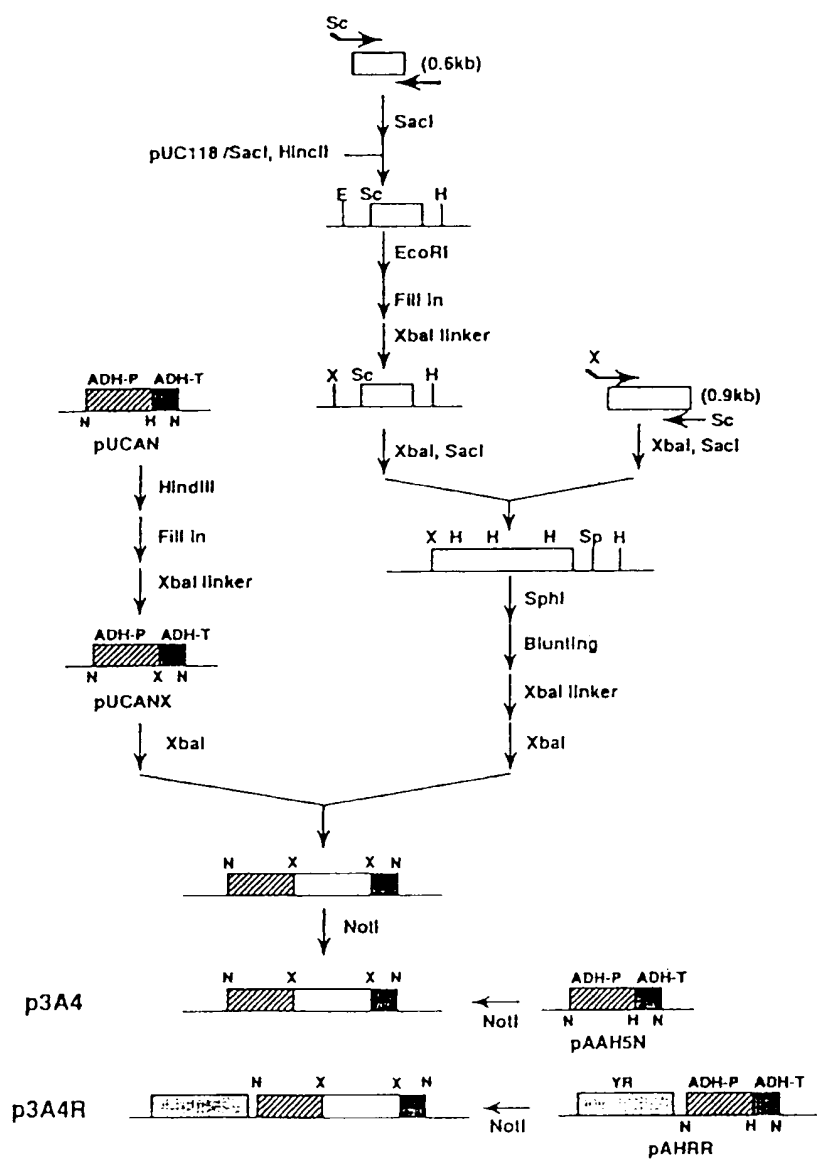 Sc
(0.6kb)
SacI
pUC118 /SacI, HincII
E Sc H
EcoRI
Fill in
XbaI linker
ADH-P ADH-T
N H N
pUCAN
X Sc H
X
(0.9kb)
Sc
XbaI, SacI
XbaI, SacI
HindIII
Fill in
XbaI linker
X H H H Sp H
SphI
Blunting
XbaI linker
XbaI
ADH-P ADH-T
N X N
pUCANX
XbaI
N X X N
NotI
p3A4
N X X N
NotI
ADH-P ADH-T
N H N
pAAH5N
p3A4R
N X X N
NotI
YR ADH-P ADH-T
N H N
pAHRR